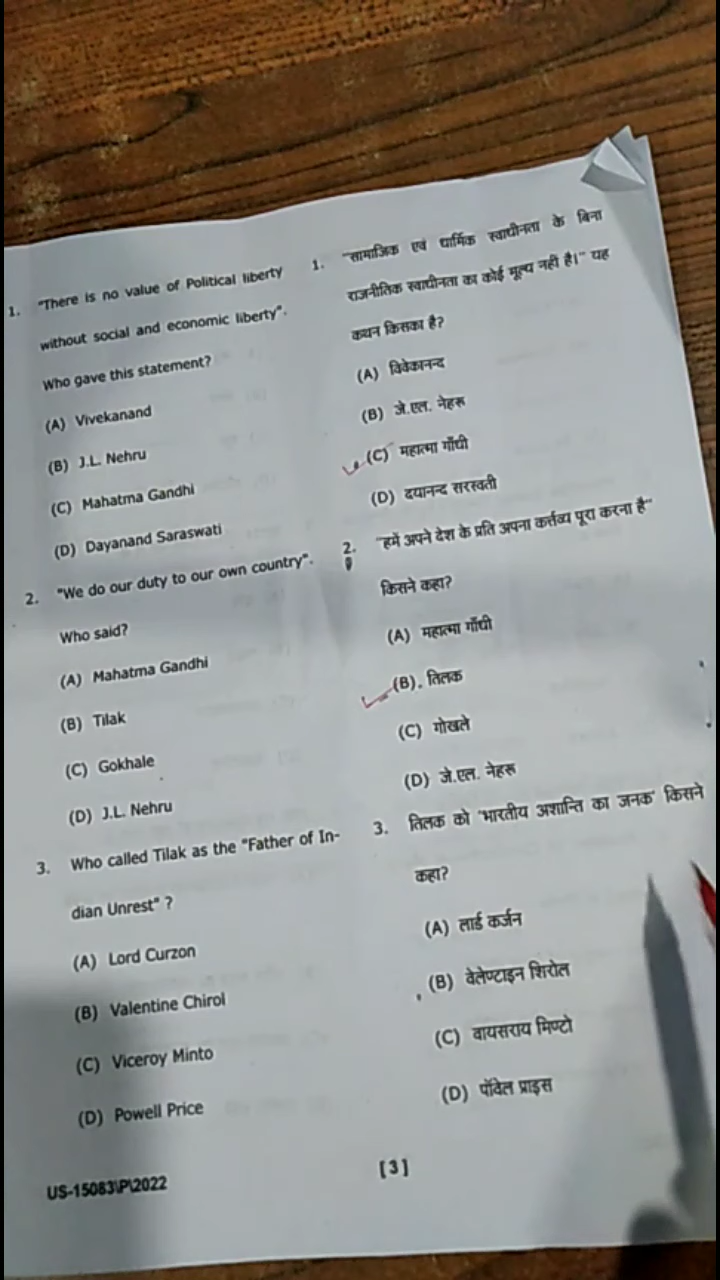 1. "There is no value of Political liberty
without social and economic liberty".
Who gave this statement?
(A) Vivekanand
(B) J.L. Nehru
(C) Mahatma Gandhi
(D) Dayanand Saraswati
2. "We do our duty to our own country".
Who said?
(A) Mahatma Gandhi
(B) Tilak
(C) Gokhale
(D) J.L. Nehru
3. Who called Tilak as the "Father of In-
dian Unrest" ?
(A) Lord Curzon
(B) Valentine Chirol
(C) Viceroy Minto
(D) Powell Price
1. "सामाजिक एवं धार्मिक स्वाधीनता के बिना
राजनीतिक स्वाधीनता का कोई मूल्य नहीं है।" यह
कथन किसका है?
(A) विवेकानन्द
(B) जे.एल. नेहरू
(C) महात्मा गाँधी
(D) दयानन्द सरस्वती
2. "हमें अपने देश के प्रति अपना कर्त्तव्य पूरा करना है"
किसने कहा?
(A) महात्मा गाँधी
(B). तिलक
(C) गोखले
(D) जे.एल. नेहरू
3. तिलक को 'भारतीय अशान्ति का जनक' किसने
कहा?
(A) लार्ड कर्जन
(B) वेलेण्टाइन शिरोल
(C) वायसराय मिण्टो
(D) पॉवेल प्राइस
US-15083\P\2022
[3]